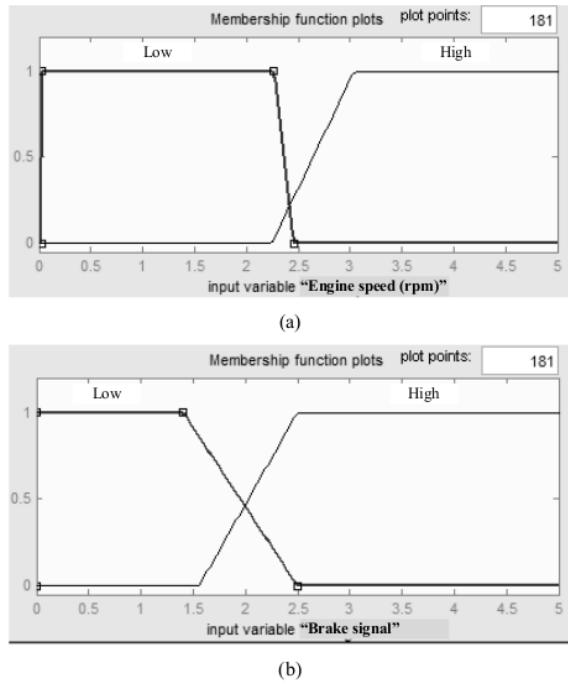 Membership function plots plot points: 181
Low High
1
0.5
0
0 0.5 1 1.5 2 2.5 3 3.5 4 4.5 5
input variable “Engine speed (rpm)”
(a)
Membership function plots plot points: 181
Low High
1
0.5
0
0 0.5 1 1.5 2 2.5 3 3.5 4 4.5 5
input variable “Brake signal”
(b)